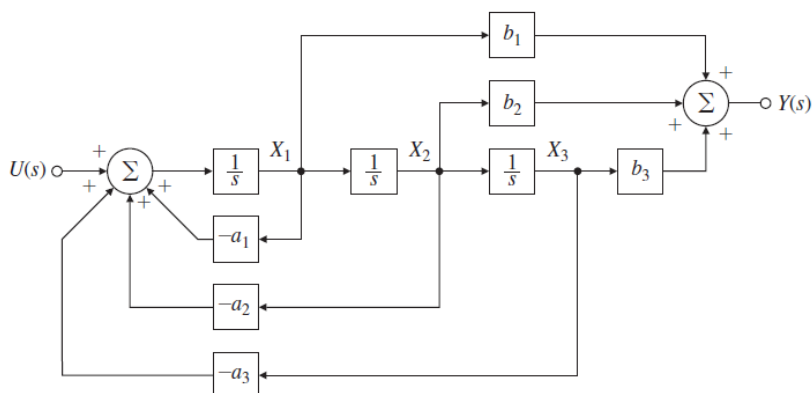 b₁
+
b₂
+
Σ
Y(s)
+
+
U(s)
+
Σ
+
+
+
1/s
X₁
1/s
X₂
1/s
X₃
b₃
−a₁
−a₂
−a₃